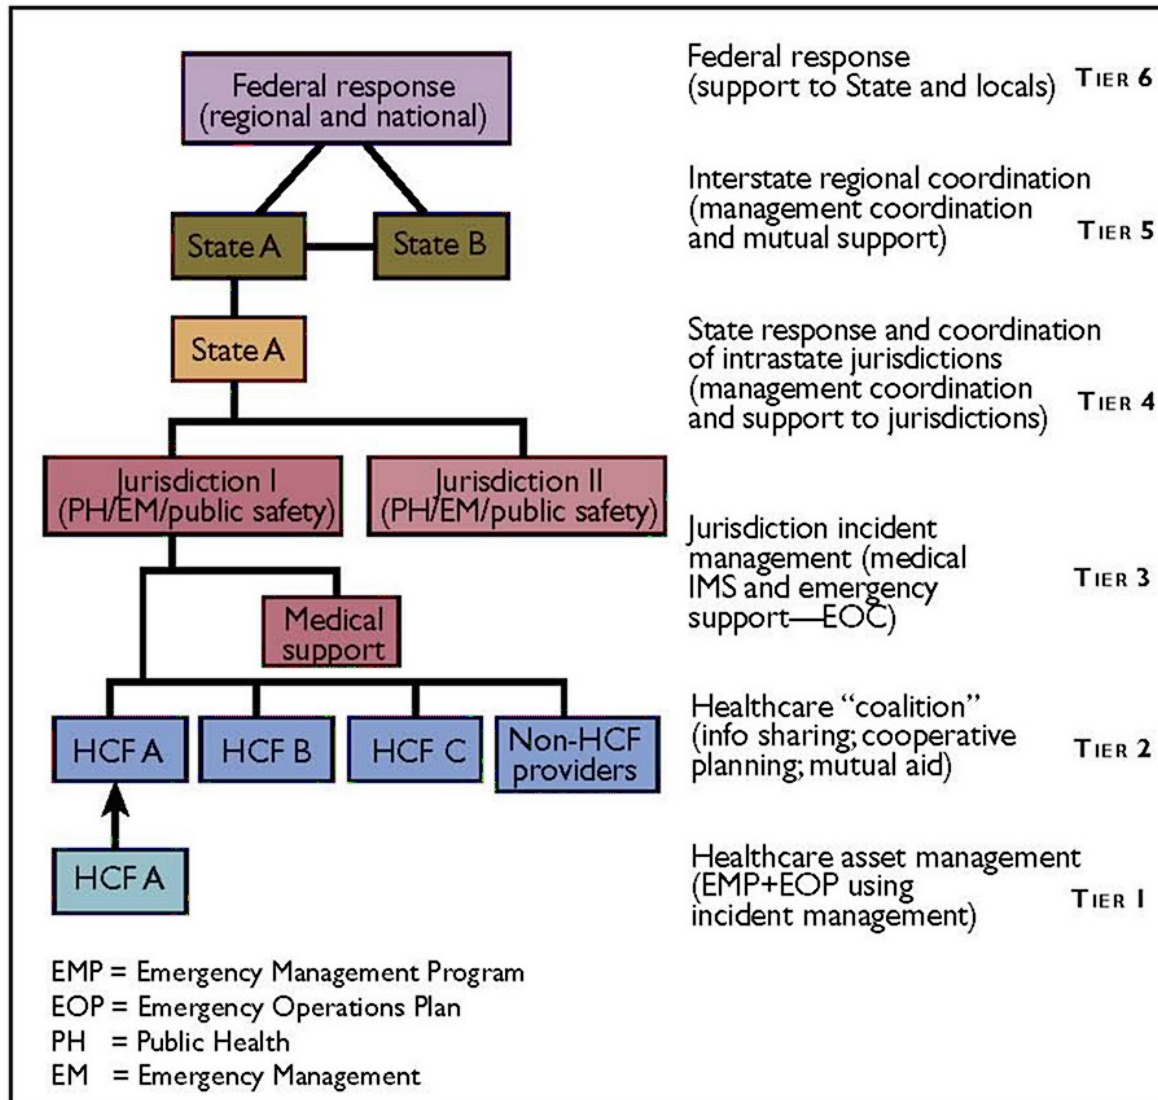 Federal response
(regional and national)
Federal response
(support to State and locals)
TIER 6
State A
State B
Interstate regional coordination
(management coordination
and mutual support)
TIER 5
State A
State response and coordination
of intrastate jurisdictions
(management coordination
and support to jurisdictions)
TIER 4
Jurisdiction I
(PH/EM/public safety)
Jurisdiction II
(PH/EM/public safety)
Medical
support
Jurisdiction incident
management (medical
IMS and emergency
support—EOC)
TIER 3
HCF A
HCF B
HCF C
Non-HCF
providers
Healthcare “coalition”
(info sharing; cooperative
planning; mutual aid)
TIER 2
HCF A
Healthcare asset management
(EMP+EOP using
incident management)
TIER 1
EMP = Emergency Management Program
EOP = Emergency Operations Plan
PH = Public Health
EM = Emergency Management